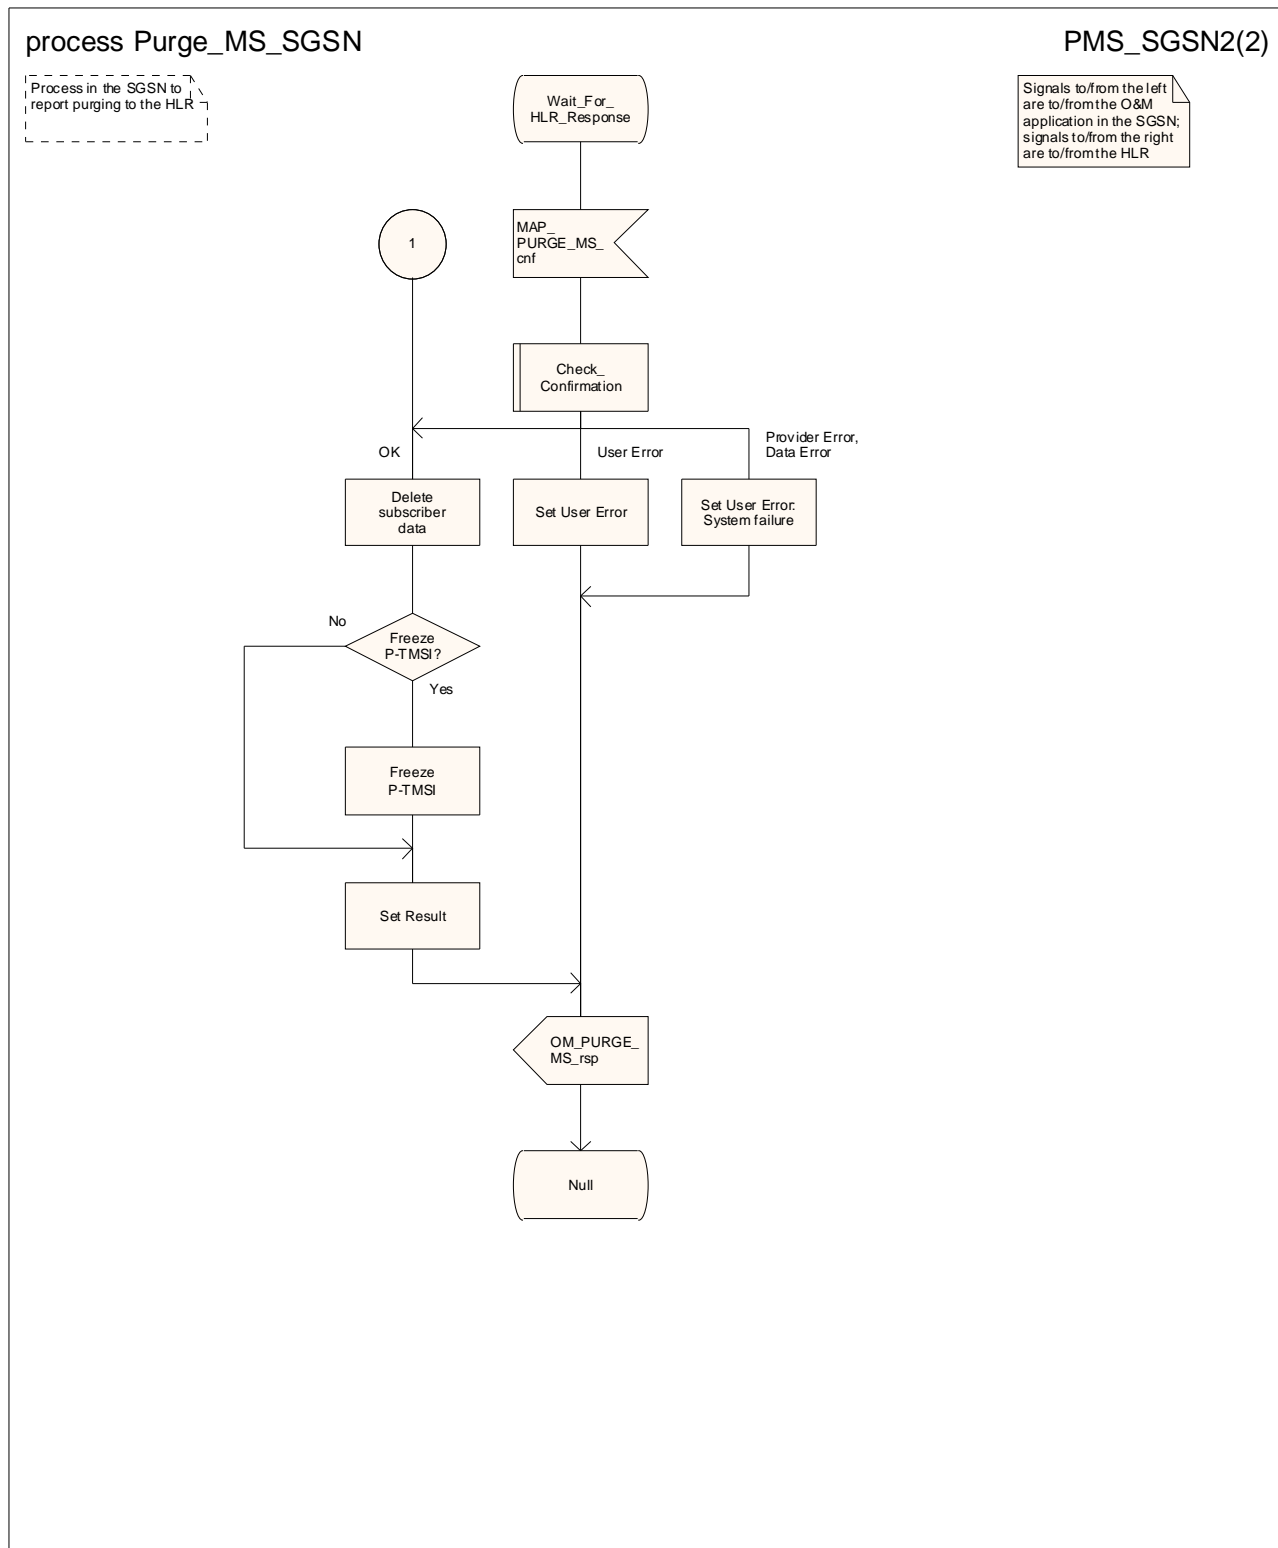 process Purge_MS_SGSN
PMS_SGSN2(2)
Process in the SGSN to
report purging to the HLR
Wait_For_
HLR_Response
Signals to/from the left
are to/from the O&M
application in the SGSN;
signals to/from the right
are to/from the HLR
1
MAP_
PURGE_MS_
cnf
Check_
Confirmation
OK
User Error
Provider Error,
Data Error
Delete
subscriber
data
Set User Error
Set User Error:
System failure
No
Freeze
P-TMSI?
Yes
Freeze
P-TMSI
Set Result
OM_PURGE_
MS_rsp
Null